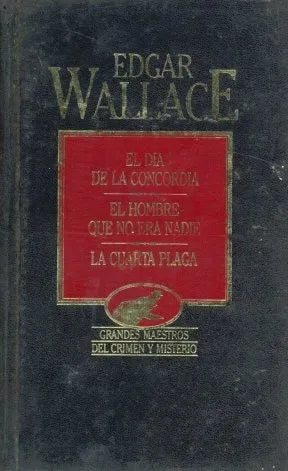 EDGAR
WALLACE
EL DIA
DE LA CONCORDIA
EL HOMBRE
QUE NO ERA NADIE
LA CUARTA PLAGA
GRANDES MAESTROS
DEL CRIMEN Y MISTERIO